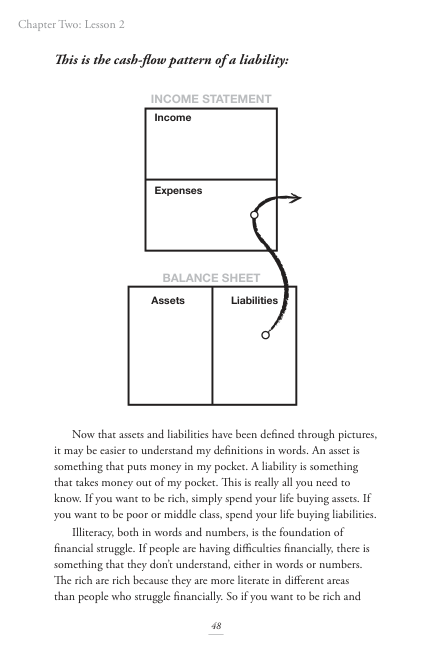 Chapter Two: Lesson 2
This is the cash-flow pattern of a liability:
INCOME STATEMENT
Income
Expenses
BALANCE SHEET
Assets
Liabilities
Now that assets and liabilities have been defined through pictures,
it may be easier to understand my definitions in words. An asset is
something that puts money in my pocket. A liability is something
that takes money out of my pocket. This is really all you need to
know. If you want to be rich, simply spend your life buying assets. If
you want to be poor or middle class, spend your life buying liabilities.
Illiteracy, both in words and numbers, is the foundation of
financial struggle. If people are having difficulties financially, there is
something that they don’t understand, either in words or numbers.
The rich are rich because they are more literate in different areas
than people who struggle financially. So if you want to be rich and
48